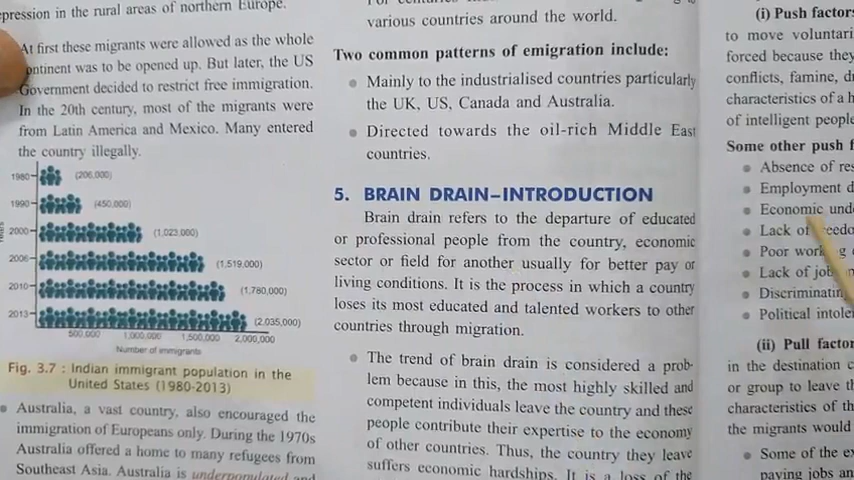 pression in the rural areas of northern Europe.
At first these migrants were allowed as the whole
continent was to be opened up. But later, the US
Government decided to restrict free immigration.
In the 20th century, most of the migrants were
from Latin America and Mexico. Many entered
the country illegally.
1980 (206,000)
1990 (450,000)
2000 (1,023,000)
2006 (1,519,000)
2010 (1,780,000)
2013 (2,035,000)
500,000 1,000,000 1,500,000 2,000,000
Number of immigrants
Fig. 3.7 : Indian immigrant population in the
United States (1980-2013)
• Australia, a vast country, also encouraged the
immigration of Europeans only. During the 1970s
Australia offered a home to many refugees from
Southeast Asia. Australia is underpopulated and
various countries around the world.
Two common patterns of emigration include:
• Mainly to the industrialised countries particularly
the UK, US, Canada and Australia.
• Directed towards the oil-rich Middle East
countries.
5. BRAIN DRAIN–INTRODUCTION
Brain drain refers to the departure of educated
or professional people from the country, economic
sector or field for another usually for better pay or
living conditions. It is the process in which a country
loses its most educated and talented workers to other
countries through migration.
• The trend of brain drain is considered a prob-
lem because in this, the most highly skilled and
competent individuals leave the country and these
people contribute their expertise to the economy
of other countries. Thus, the country they leave
suffers economic hardships. It is a loss of the
(i) Push factors
to move voluntari
forced because they
conflicts, famine, dr
characteristics of a h
of intelligent people
Some other push f
• Absence of res
• Employment d
• Economic und
• Lack of
• Poor
• Lack of job
• Discriminatin
• Political intoler
(ii) Pull factor
in the destination c
or group to leave th
characteristics of th
the migrants would
• Some of the ex
paying jobs an